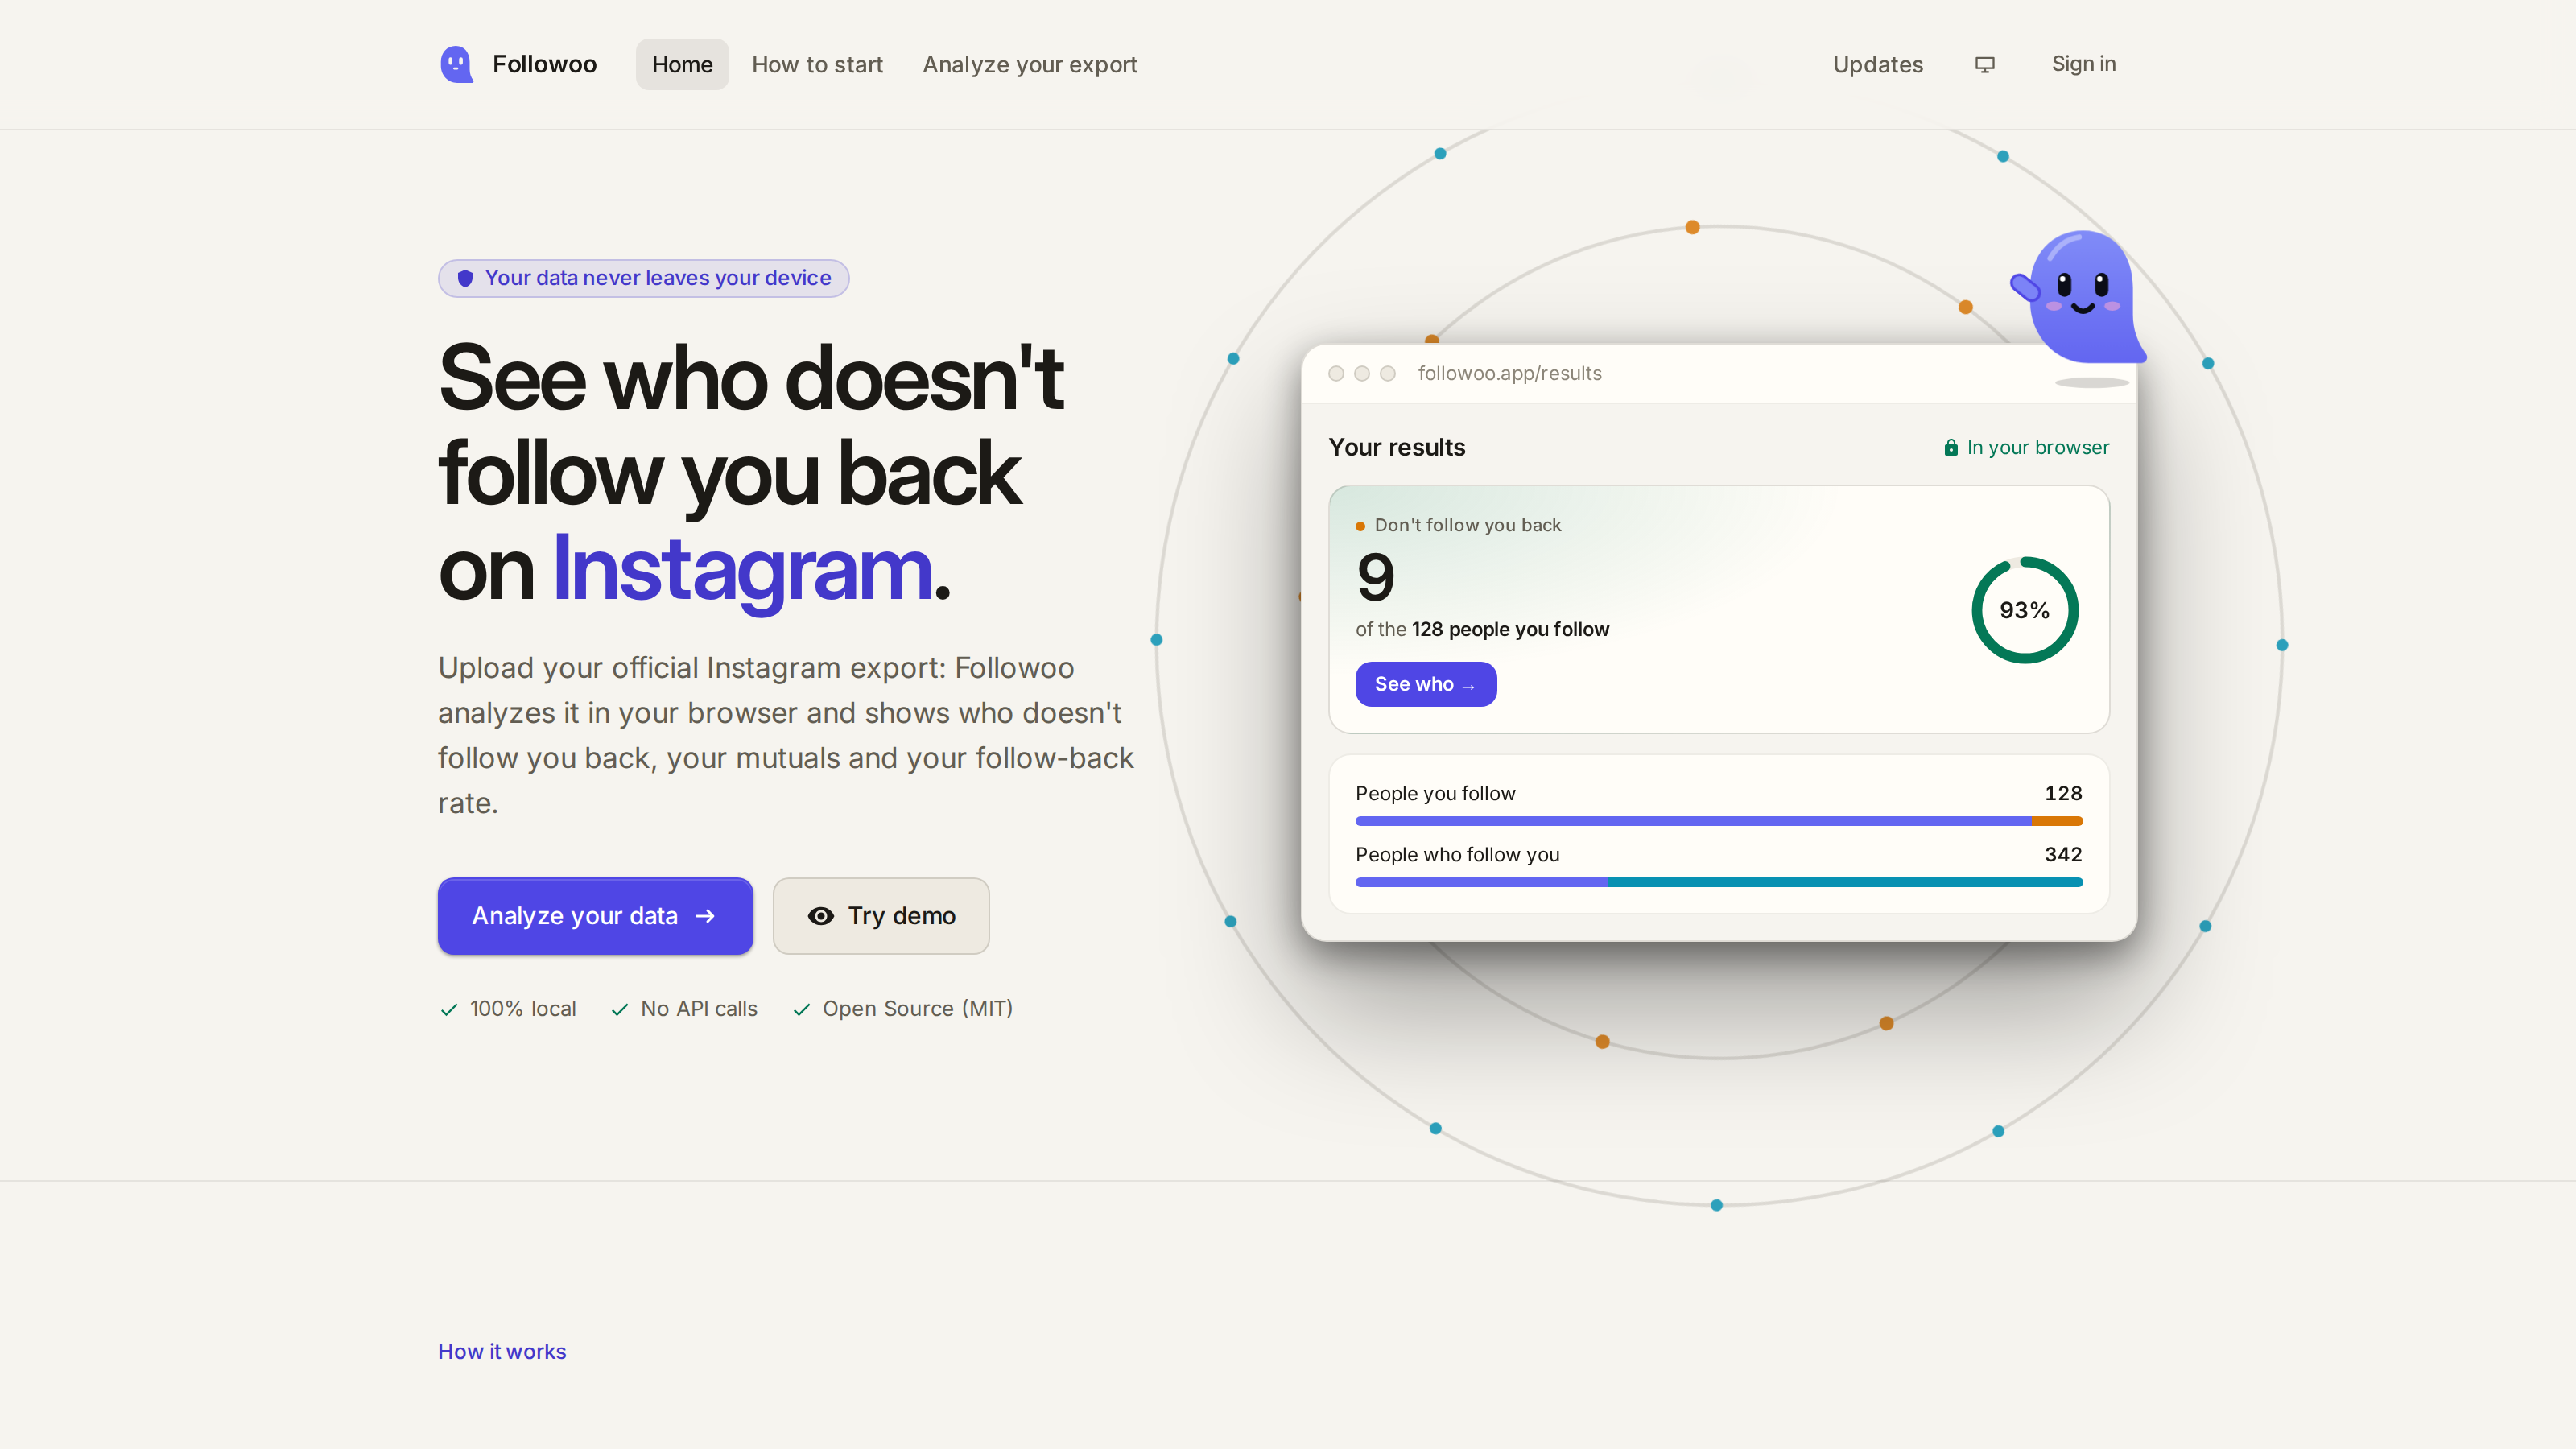 Followoo
Home
How to start
Analyze your export
Updates
Sign in
Your data never leaves your device
See who doesn't
follow you back
on Instagram.
Upload your official Instagram export: Followoo
analyzes it in your browser and shows who doesn't
follow you back, your mutuals and your follow-back
rate.
Analyze your data →
Try demo
100% local
No API calls
Open Source (MIT)
followoo.app/results
Your results
In your browser
Don't follow you back
9
of the 128 people you follow
93%
See who →
People you follow 128
People who follow you 342
How it works